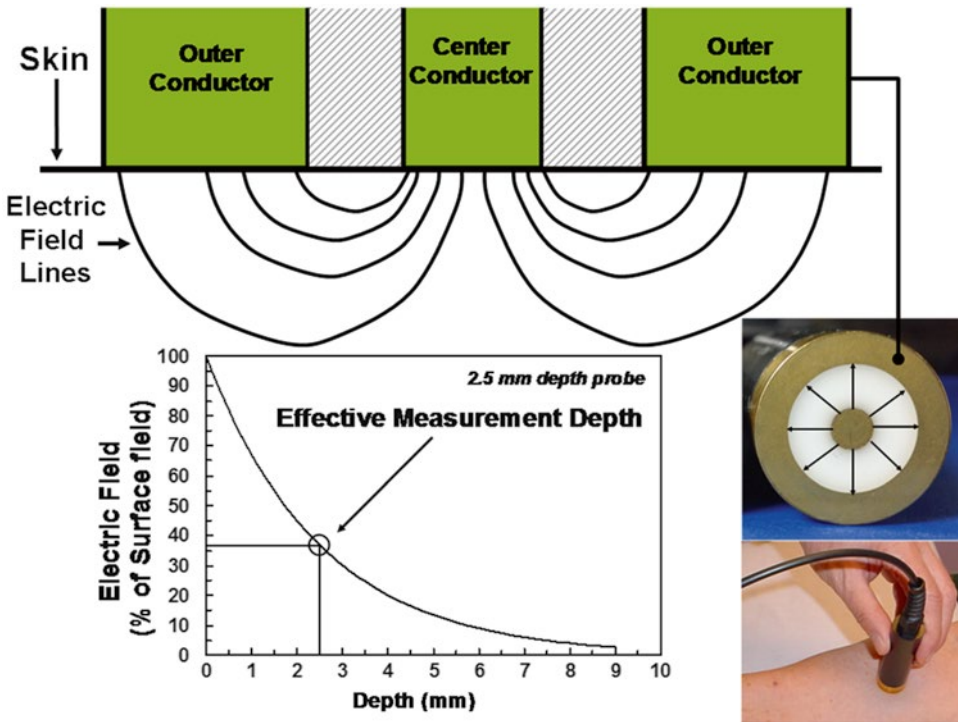 Skin
Outer
Conductor
Center
Conductor
Outer
Conductor
Electric
Field
Lines
2.5 mm depth probe
Effective Measurement Depth
Electric Field
(% of Surface field)
100
90
80
70
60
50
40
30
20
10
0
0 1 2 3 4 5 6 7 8 9 10
Depth (mm)